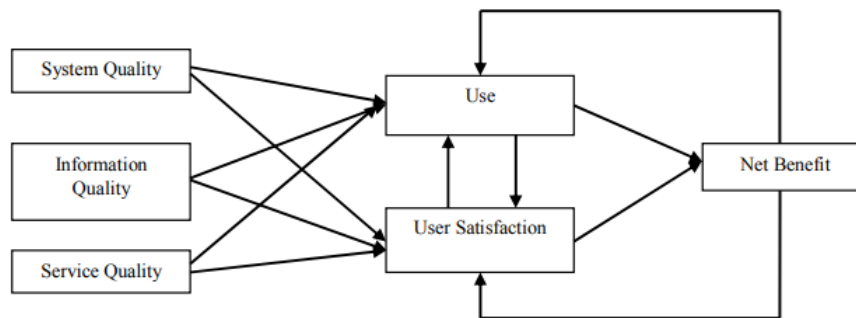 System Quality
Use
Information
Quality
Net Benefit
User Satisfaction
Service Quality